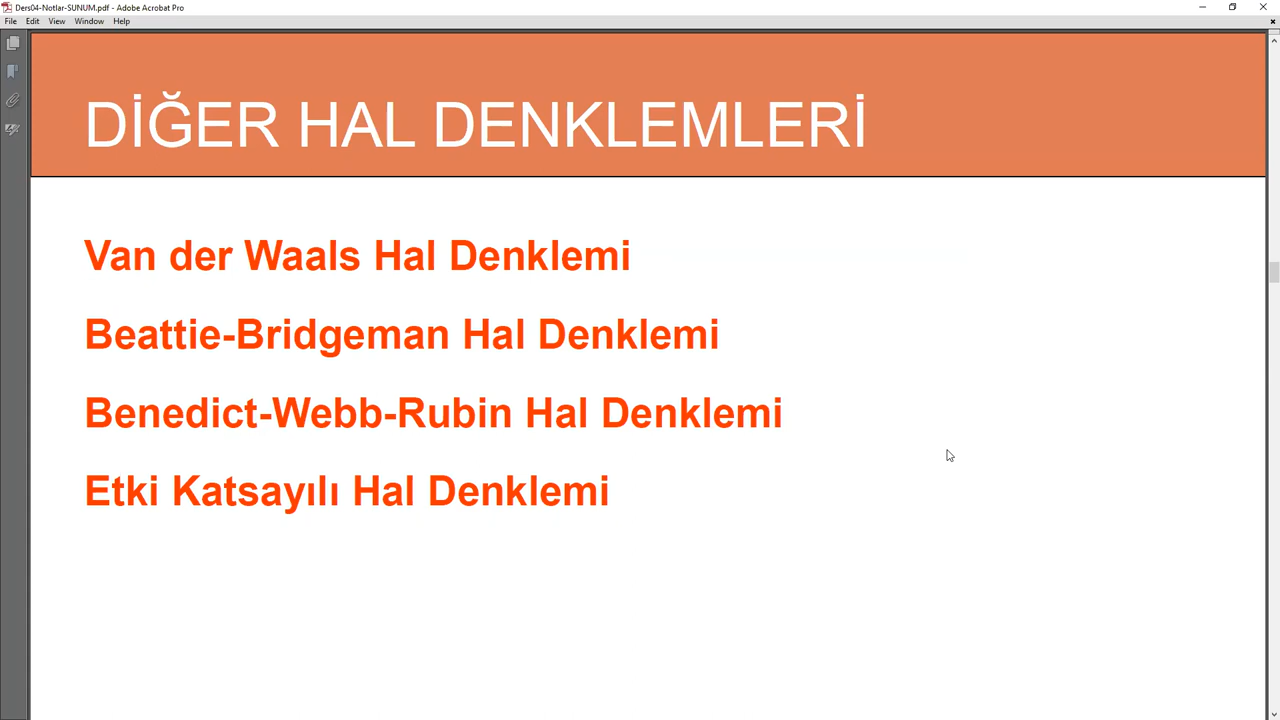 Ders04-Notlar-SUNUM.pdf - Adobe Acrobat Pro
File Edit View Window Help
DİĞER HAL DENKLEMLERİ
Van der Waals Hal Denklemi
Beattie-Bridgeman Hal Denklemi
Benedict-Webb-Rubin Hal Denklemi
Etki Katsayılı Hal Denklemi